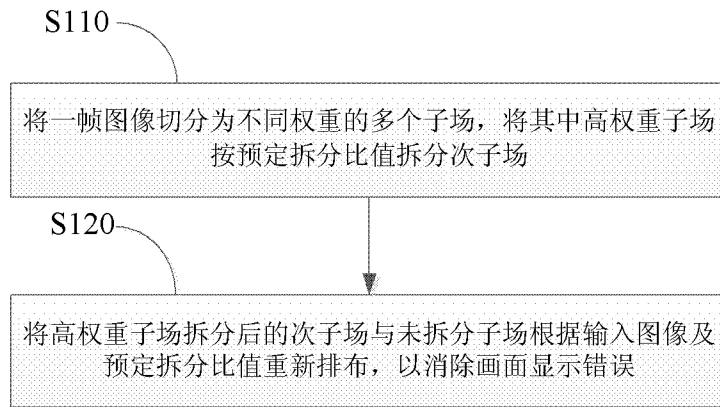 S110
将一帧图像切分为不同权重的多个子场，将其中高权重子场
按预定拆分比值拆分次子场
S120
将高权重子场拆分后的次子场与未拆分子场根据输入图像及
预定拆分比值重新排布，以消除画面显示错误